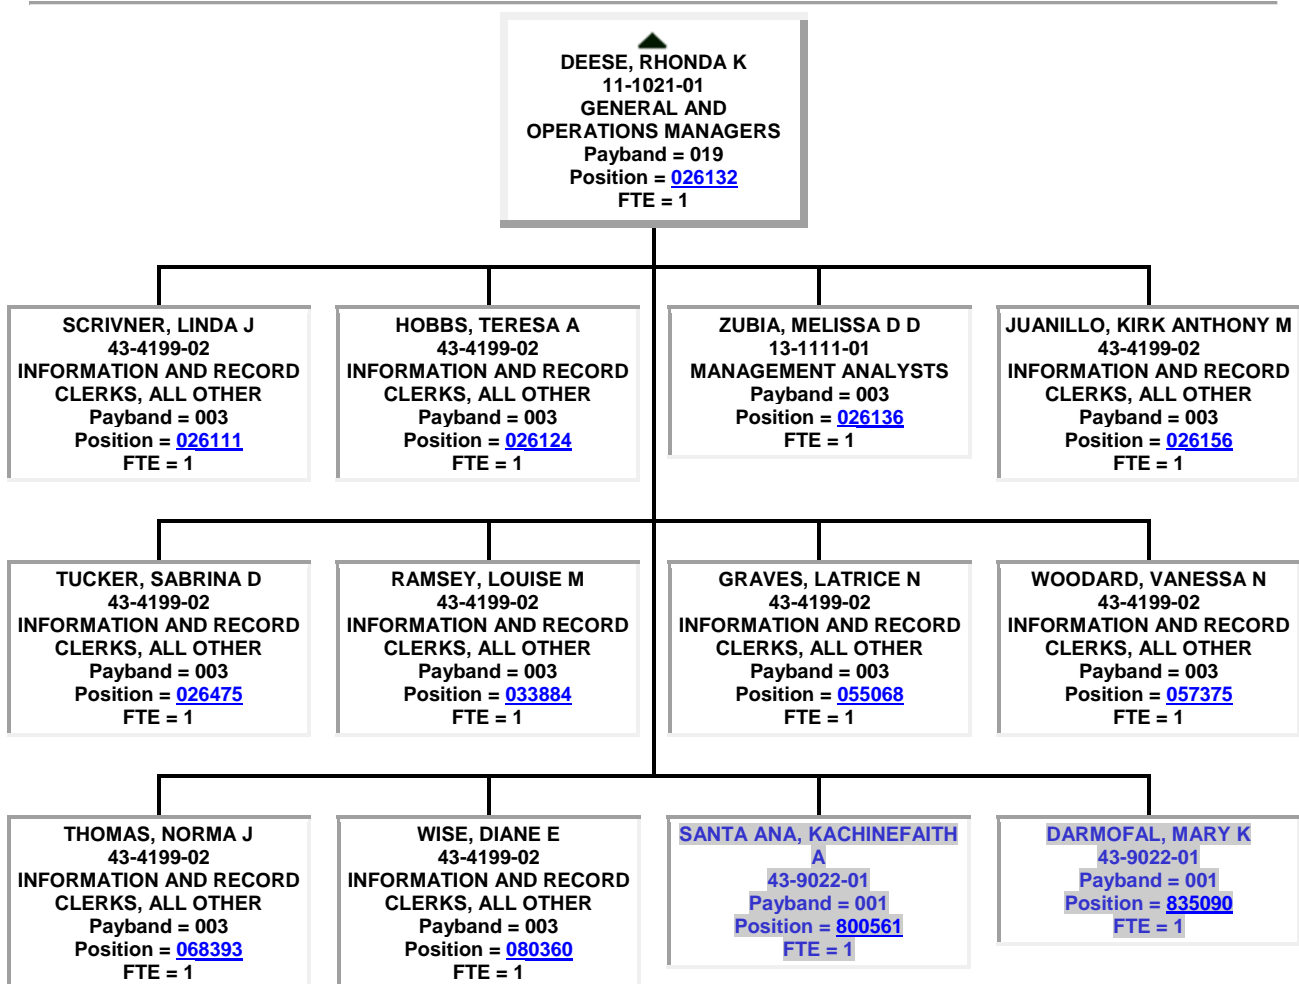 DEESE, RHONDA K
11-1021-01
GENERAL AND
OPERATIONS MANAGERS
Payband = 019
Position = 026132
FTE = 1
SCRIVNER, LINDA J
43-4199-02
INFORMATION AND RECORD
CLERKS, ALL OTHER
Payband = 003
Position = 026111
FTE = 1
HOBBS, TERESA A
43-4199-02
INFORMATION AND RECORD
CLERKS, ALL OTHER
Payband = 003
Position = 026124
FTE = 1
ZUBIA, MELISSA D D
13-1111-01
MANAGEMENT ANALYSTS
Payband = 003
Position = 026136
FTE = 1
JUANILLO, KIRK ANTHONY M
43-4199-02
INFORMATION AND RECORD
CLERKS, ALL OTHER
Payband = 003
Position = 026156
FTE = 1
TUCKER, SABRINA D
43-4199-02
INFORMATION AND RECORD
CLERKS, ALL OTHER
Payband = 003
Position = 026475
FTE = 1
RAMSEY, LOUISE M
43-4199-02
INFORMATION AND RECORD
CLERKS, ALL OTHER
Payband = 003
Position = 033884
FTE = 1
GRAVES, LATRICE N
43-4199-02
INFORMATION AND RECORD
CLERKS, ALL OTHER
Payband = 003
Position = 055068
FTE = 1
WOODARD, VANESSA N
43-4199-02
INFORMATION AND RECORD
CLERKS, ALL OTHER
Payband = 003
Position = 057375
FTE = 1
THOMAS, NORMA J
43-4199-02
INFORMATION AND RECORD
CLERKS, ALL OTHER
Payband = 003
Position = 068393
FTE = 1
WISE, DIANE E
43-4199-02
INFORMATION AND RECORD
CLERKS, ALL OTHER
Payband = 003
Position = 080360
FTE = 1
SANTA ANA, KACHINEFAITH
A
43-9022-01
Payband = 001
Position = 800561
FTE = 1
DARMOFAL, MARY K
43-9022-01
Payband = 001
Position = 835090
FTE = 1